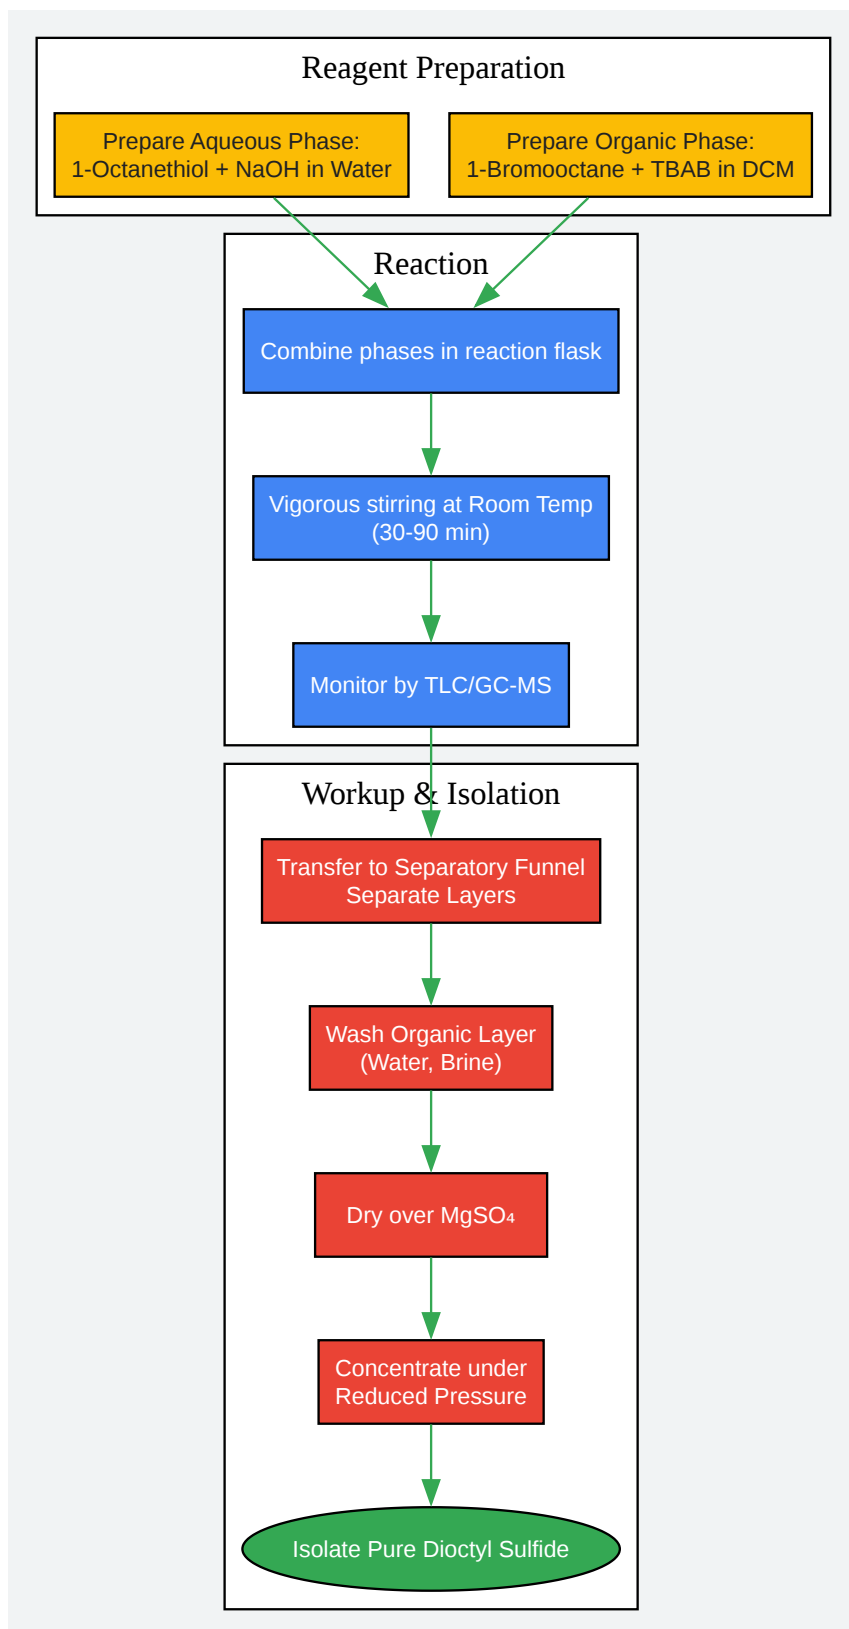 Reagent Preparation
Prepare Aqueous Phase:
1-Octanethiol + NaOH in Water
Prepare Organic Phase:
1-Bromooctane + TBAB in DCM
Reaction
Combine phases in reaction flask
Vigorous stirring at Room Temp
(30-90 min)
Monitor by TLC/GC-MS
Workup & Isolation
Transfer to Separatory Funnel
Separate Layers
Wash Organic Layer
(Water, Brine)
Dry over MgSO₄
Concentrate under
Reduced Pressure
Isolate Pure Dioctyl Sulfide